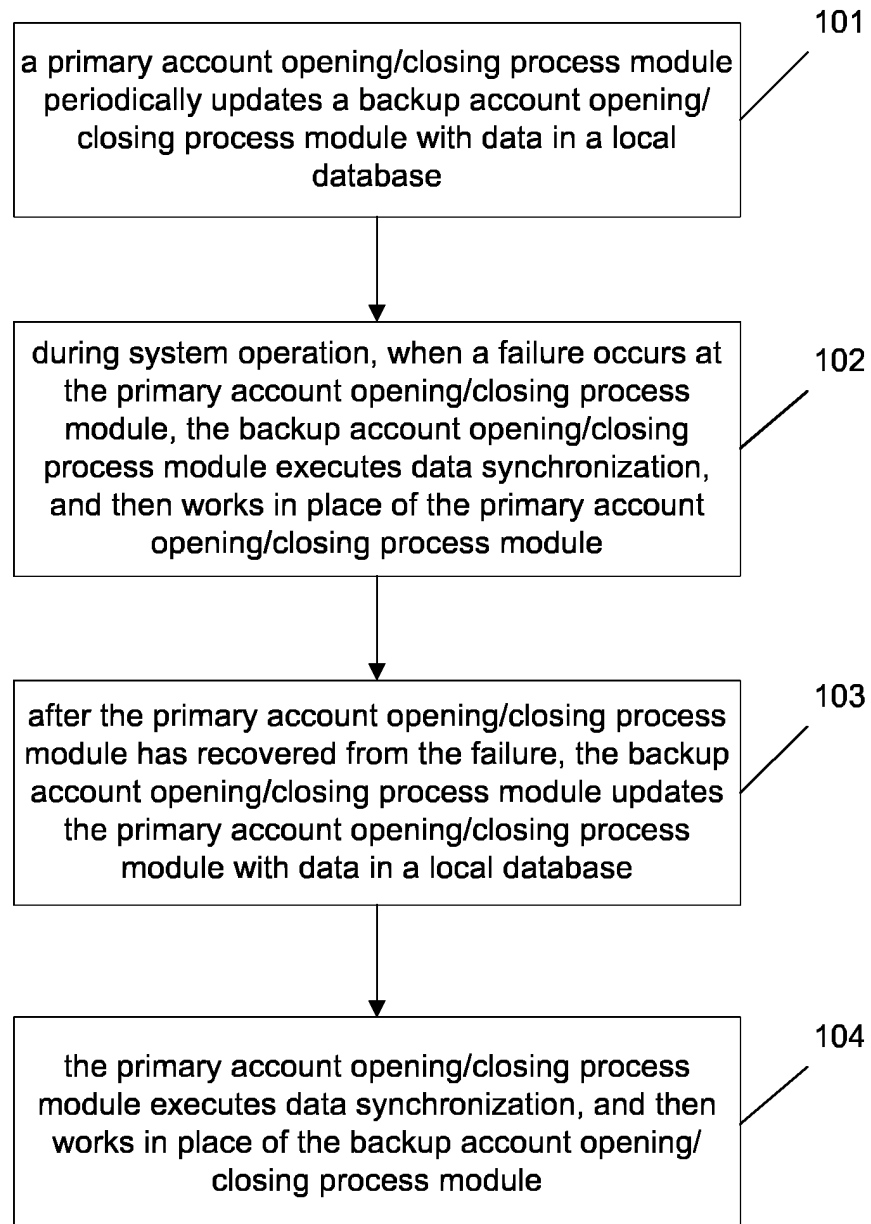 101
a primary account opening/closing process module
periodically updates a backup account opening/
closing process module with data in a local
database
102
during system operation, when a failure occurs at
the primary account opening/closing process
module, the backup account opening/closing
process module executes data synchronization,
and then works in place of the primary account
opening/closing process module
103
after the primary account opening/closing process
module has recovered from the failure, the backup
account opening/closing process module updates
the primary account opening/closing process
module with data in a local database
104
the primary account opening/closing process
module executes data synchronization, and then
works in place of the backup account opening/
closing process module